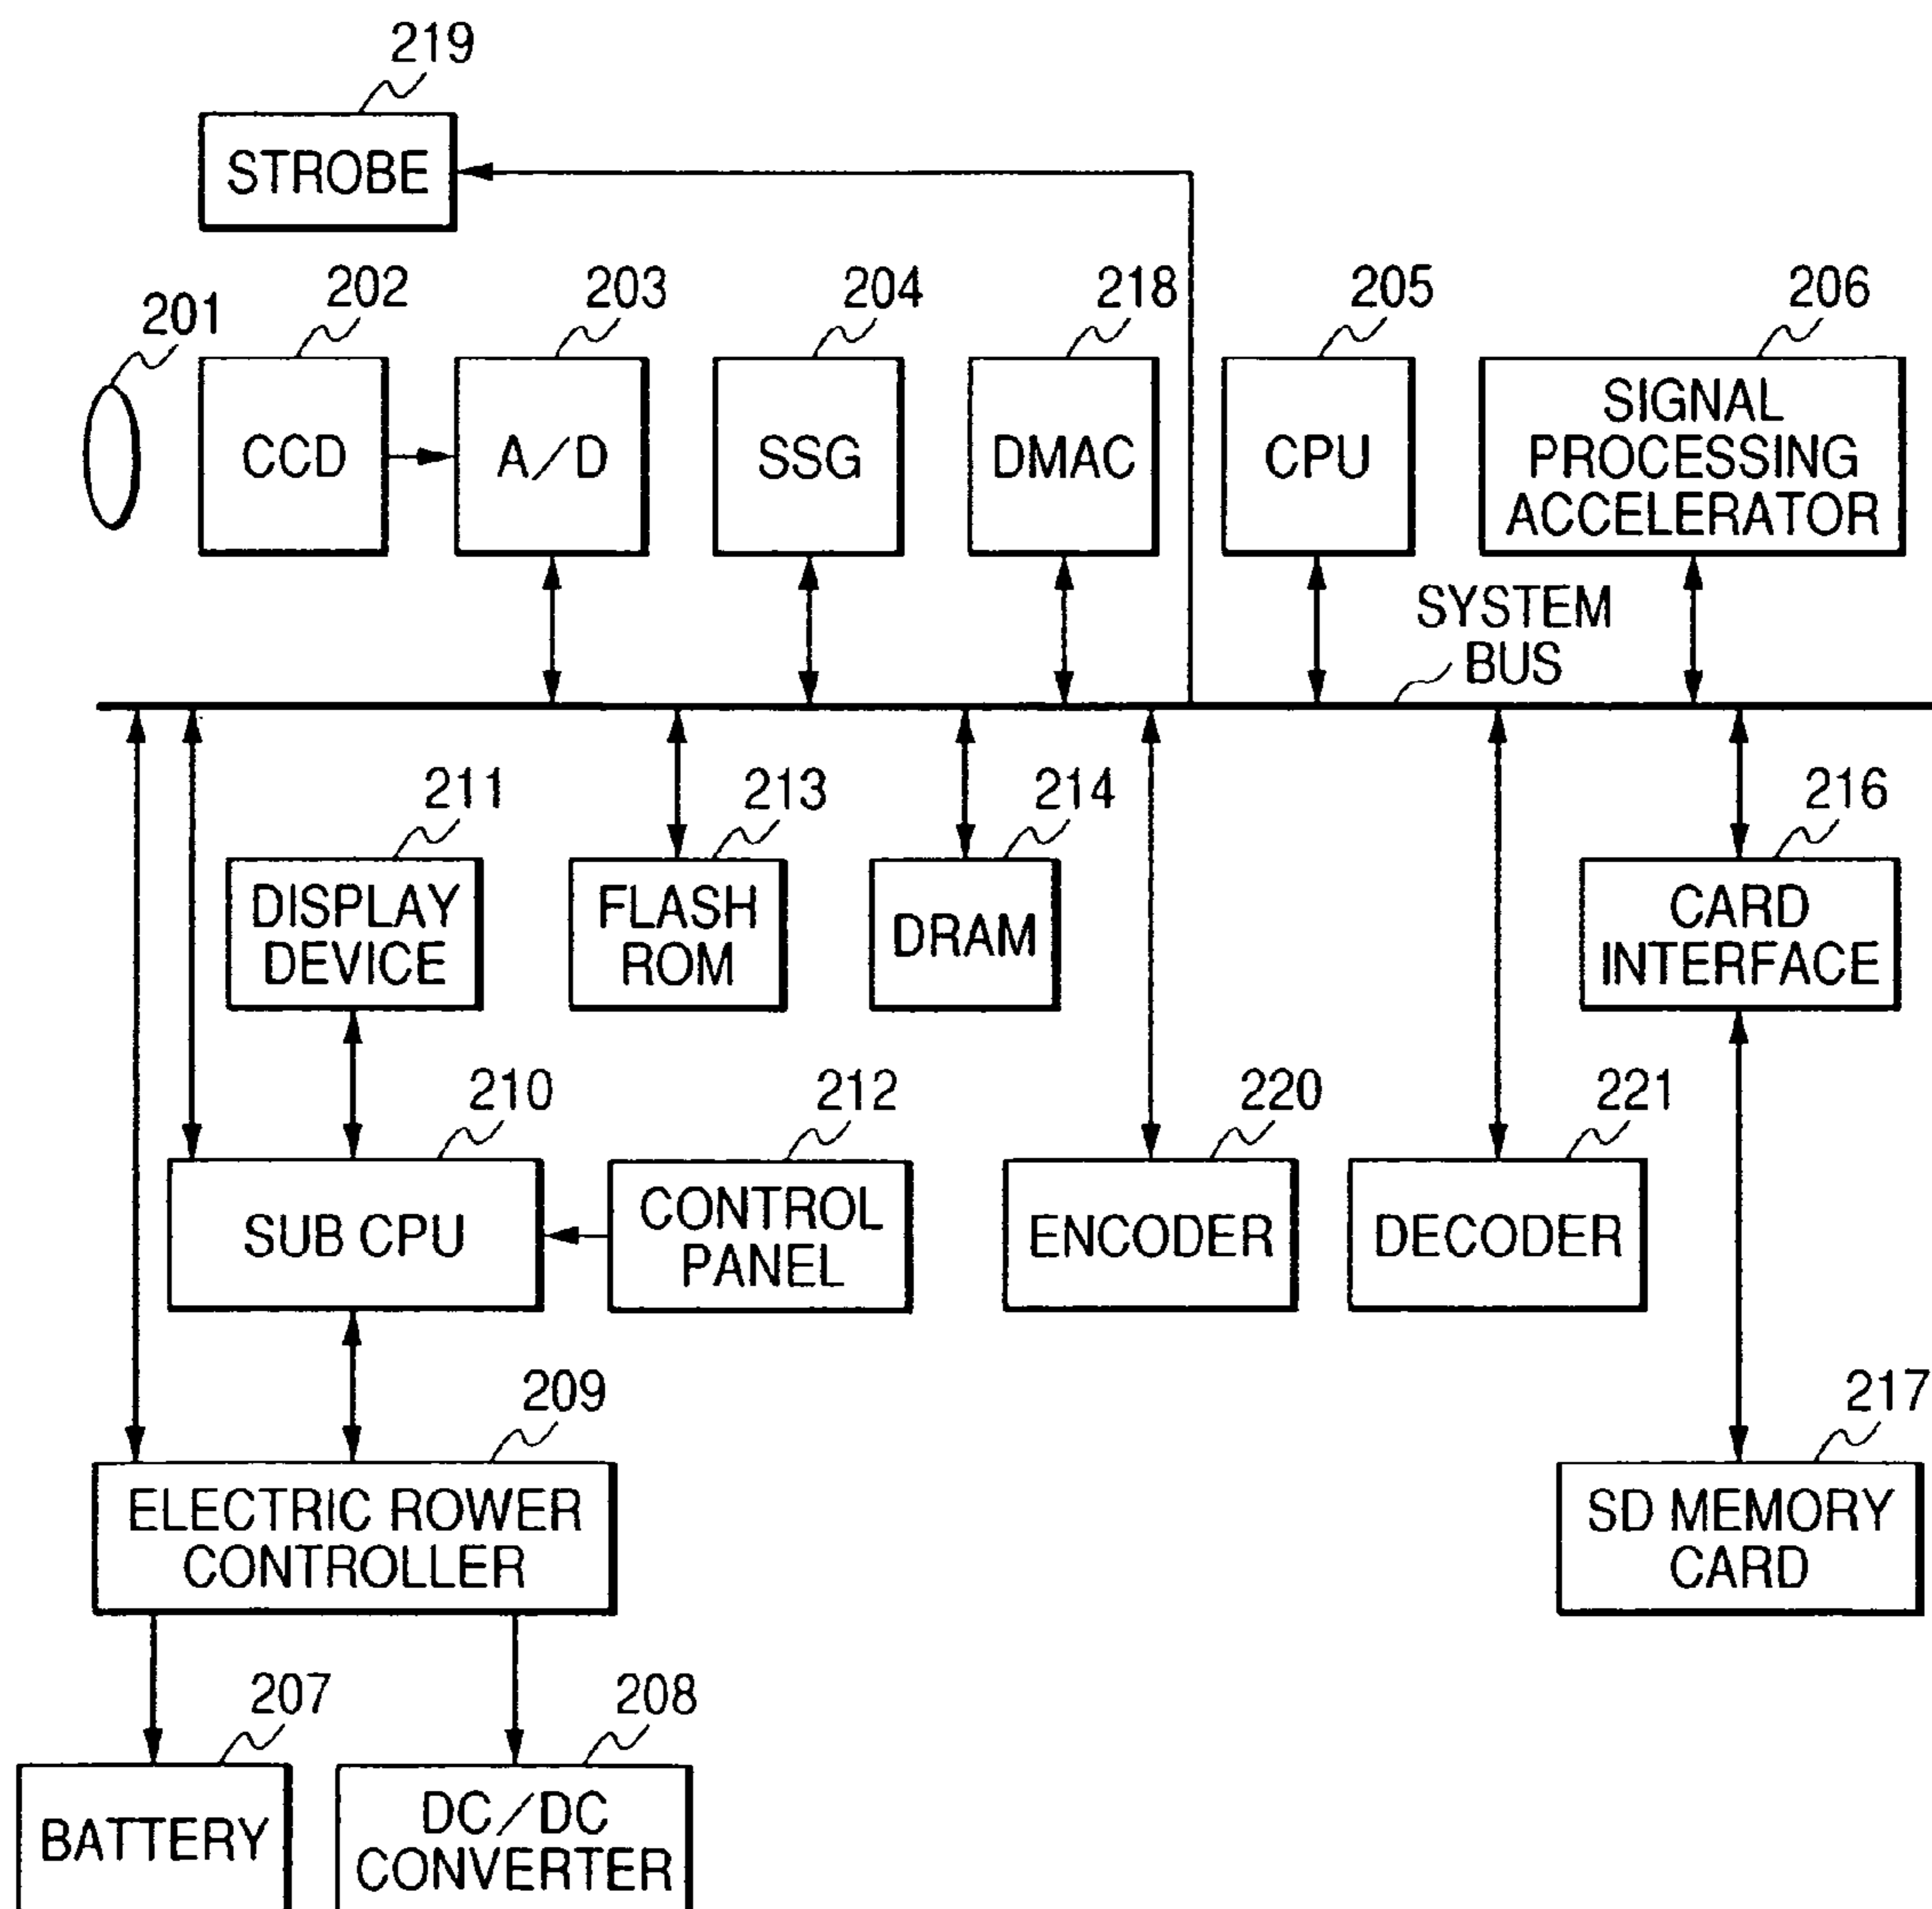 219
STROBE
201
202
203
204
218
205
206
CCD
A/D
SSG
DMAC
CPU
SIGNAL
PROCESSING
ACCELERATOR
SYSTEM
BUS
211
213
214
216
DISPLAY
DEVICE
FLASH
ROM
DRAM
CARD
INTERFACE
210
212
220
221
SUB CPU
CONTROL
PANEL
ENCODER
DECODER
209
217
ELECTRIC ROWER
CONTROLLER
SD MEMORY
CARD
207
208
BATTERY
DC/DC
CONVERTER